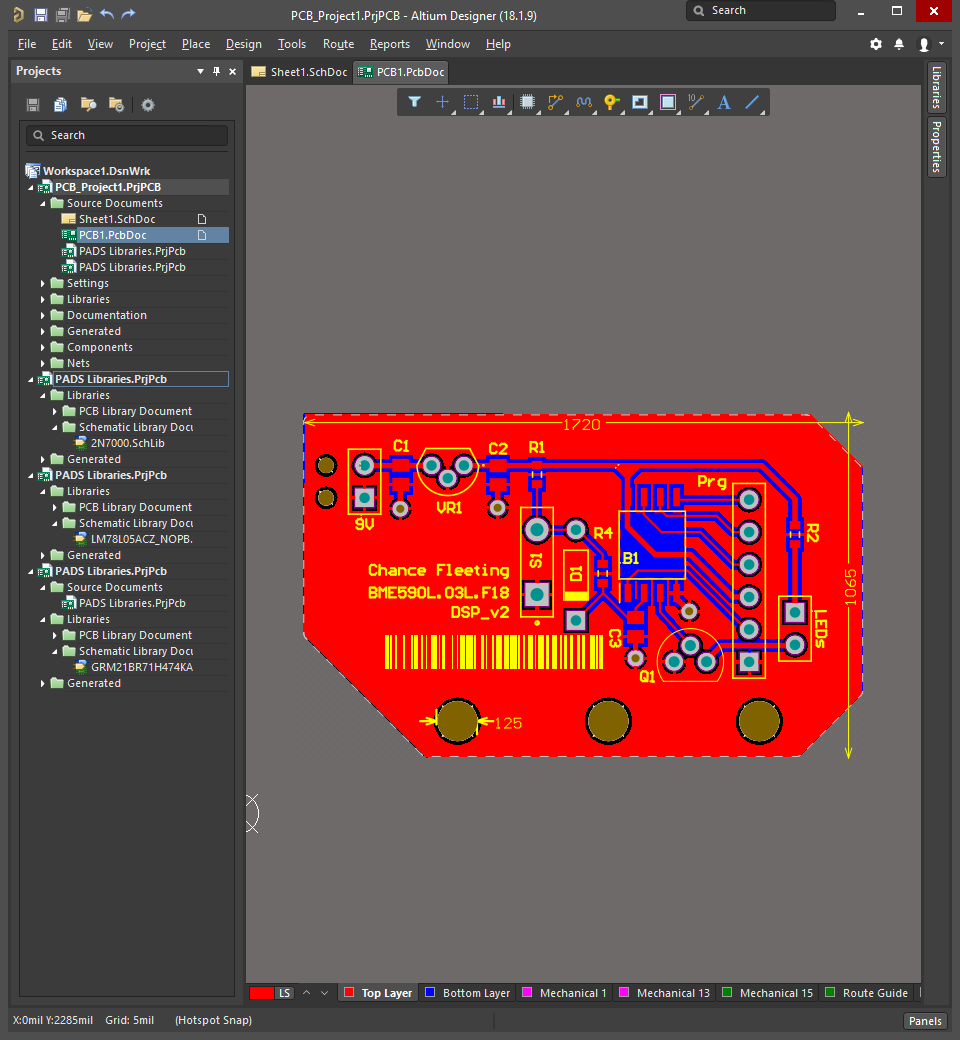 PCB_Project1.PrjPCB - Altium Designer (18.1.9)
Search
File Edit View Project Place Design Tools Route Reports Window Help
Projects
Sheet1.SchDoc PCB1.PcbDoc
Libraries
Properties
Search
Workspace1.DsnWrk
PCB_Project1.PrjPCB
Source Documents
Sheet1.SchDoc
PCB1.PcbDoc
PADS Libraries.PrjPcb
PADS Libraries.PrjPcb
Settings
Libraries
Documentation
Generated
Components
Nets
PADS Libraries.PrjPcb
Libraries
PCB Library Document
Schematic Library Docu
2N7000.SchLib
Generated
PADS Libraries.PrjPcb
Libraries
PCB Library Document
Schematic Library Docu
LM78L05ACZ_NOPB.
Generated
PADS Libraries.PrjPcb
Source Documents
PADS Libraries.PrjPcb
Libraries
PCB Library Document
Schematic Library Docu
GRM21BR71H474KA
Generated
10
A
1720
C1 C2 R1
Prg
9V VR1
R4 R2
S1 D1 B1
Chance Fleeting
BME590L.03L.F18
DSP_v2
1065
C3 LEDs
Q1
125
LS Top Layer Bottom Layer Mechanical 1 Mechanical 13 Mechanical 15 Route Guide
X:0mil Y:2285mil Grid: 5mil (Hotspot Snap)
Panels